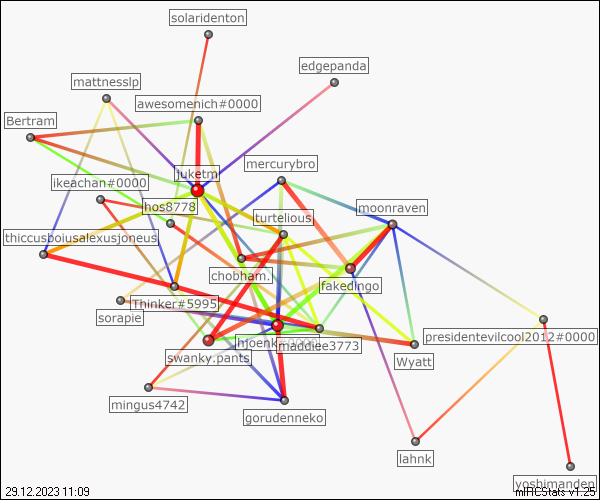 solaridenton
edgepanda
mattnesslp
awesomenich#0000
Bertram
mercurybro
juketm
ikeachan#0000
hos8778
moonraven
turtelious
thiccusboiusalexusjoneus
chobham.
fakedIngo
Thinker#5995
sorapie
presidentevilcool2012#0000
hjoenk#0000
maddiee3773
swanky.pants
Wyatt
mingus4742
gorudenneko
lahnk
yoshimanden
29.12.2023 11:09
mIRCStats v1.25